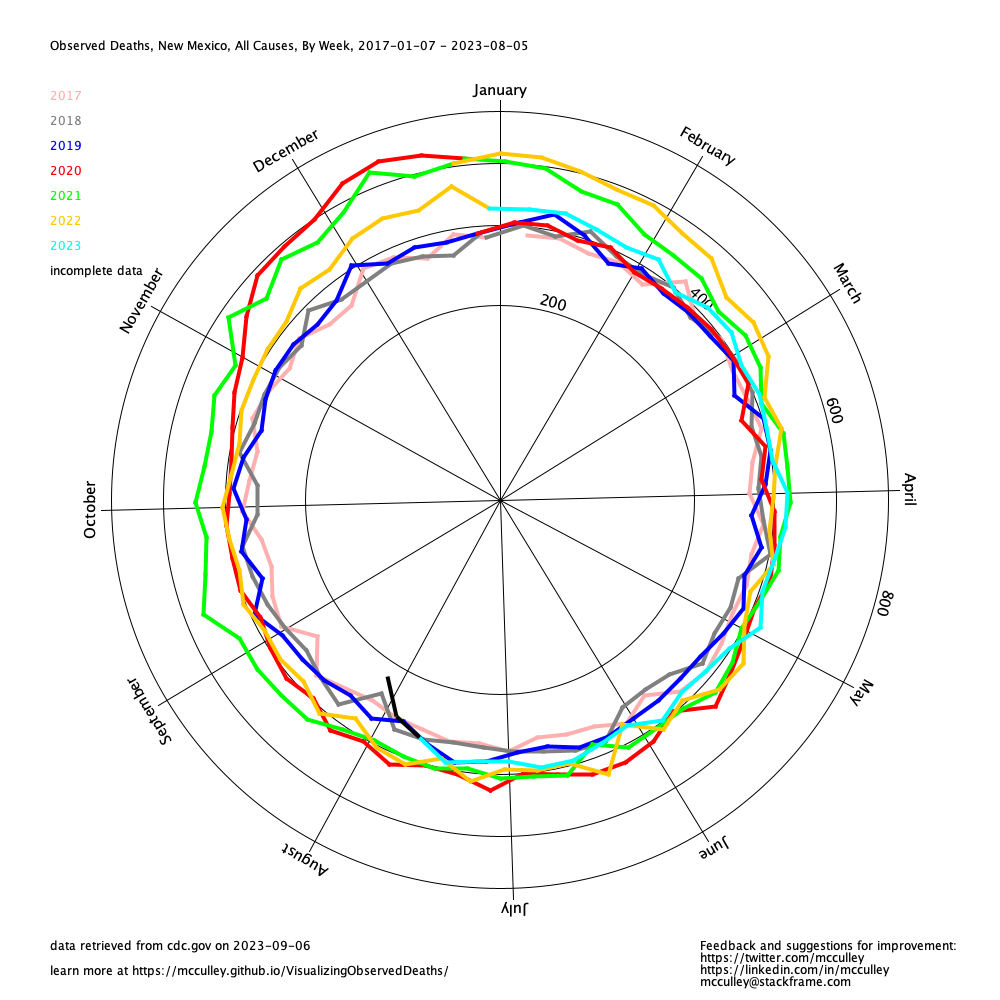 Observed Deaths, New Mexico, All Causes, By Week, 2017-01-07 - 2023-08-05
January
2017
2018
2019
2020
2021
2022
2023
incomplete data
December
February
November
March
200
400
600
October
April
800
September
May
August
June
July
data retrieved from cdc.gov on 2023-09-06
learn more at https://mcculley.github.io/VisualizingObservedDeaths/
Feedback and suggestions for improvement:
https://twitter.com/mcculley
https://linkedin.com/in/mcculley
mcculley@stackframe.com